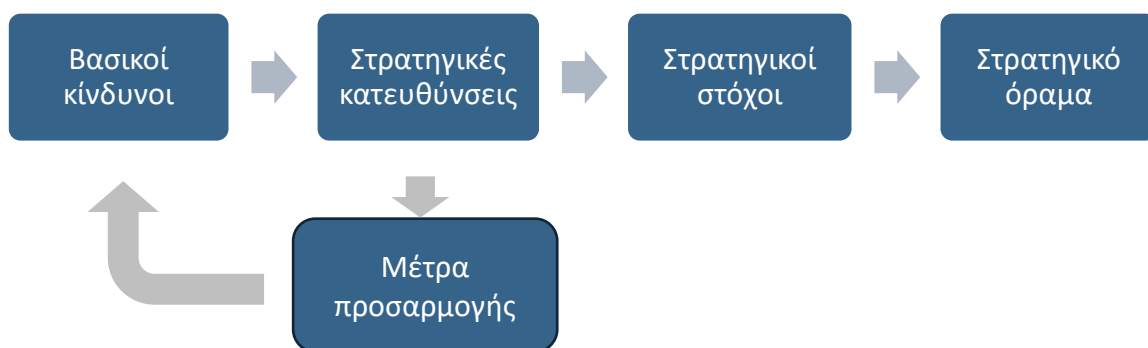 Βασικοί
κίνδυνοι
Στρατηγικές
κατευθύνσεις
Στρατηγικοί
στόχοι
Στρατηγικό
όραμα
Μέτρα
προσαρμογής